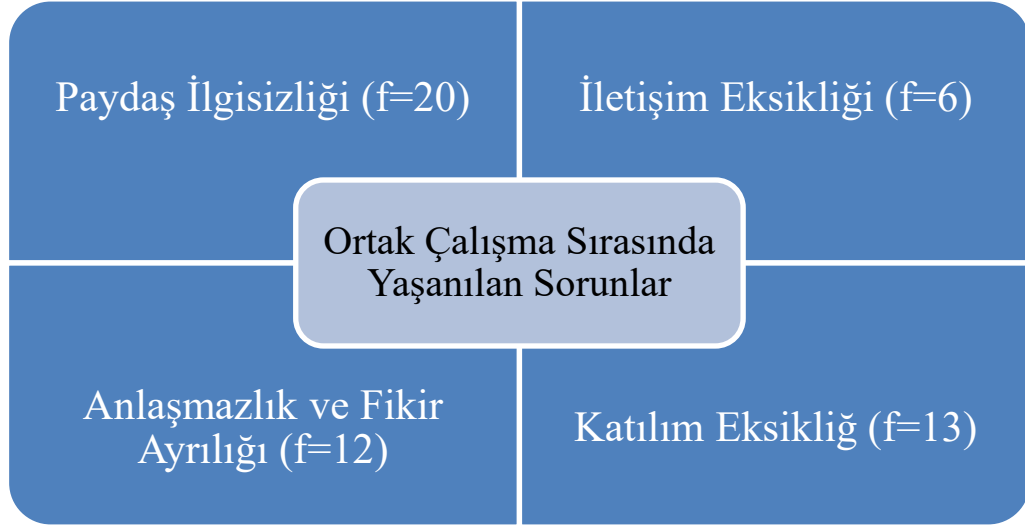 Paydaş İlgisizliği (f=20)
İletişim Eksikliği (f=6)
Ortak Çalışma Sırasında
Yaşanılan Sorunlar
Anlaşmazlık ve Fikir
Ayrılığı (f=12)
Katılım Eksikliğ (f=13)